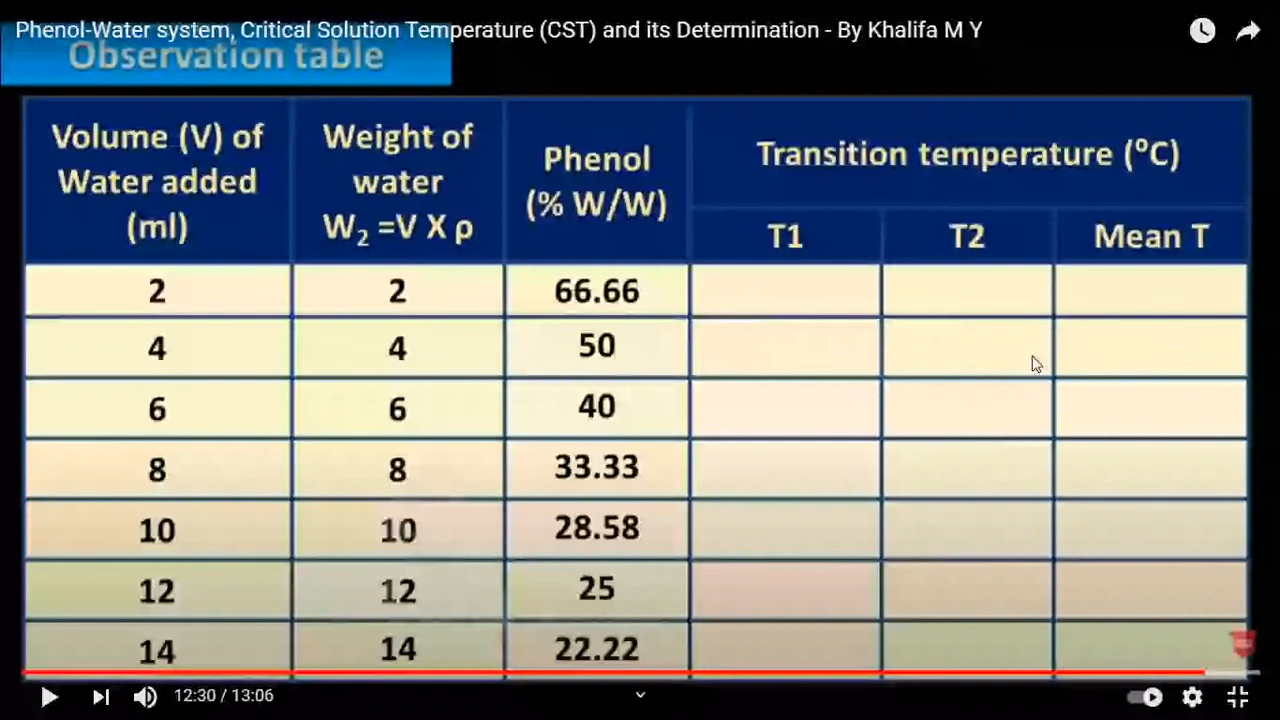 Phenol-Water system, Critical Solution Temperature (CST) and its Determination - By Khalifa M Y
Observation table
Volume (V) of Water added (ml) Weight of water W₂ =V X ρ Phenol (% W/W) Transition temperature (⁰C)
T1 T2 Mean T
2 2 66.66
4 4 50
6 6 40
8 8 33.33
10 10 28.58
12 12 25
14 14 22.22
12:30 / 13:06